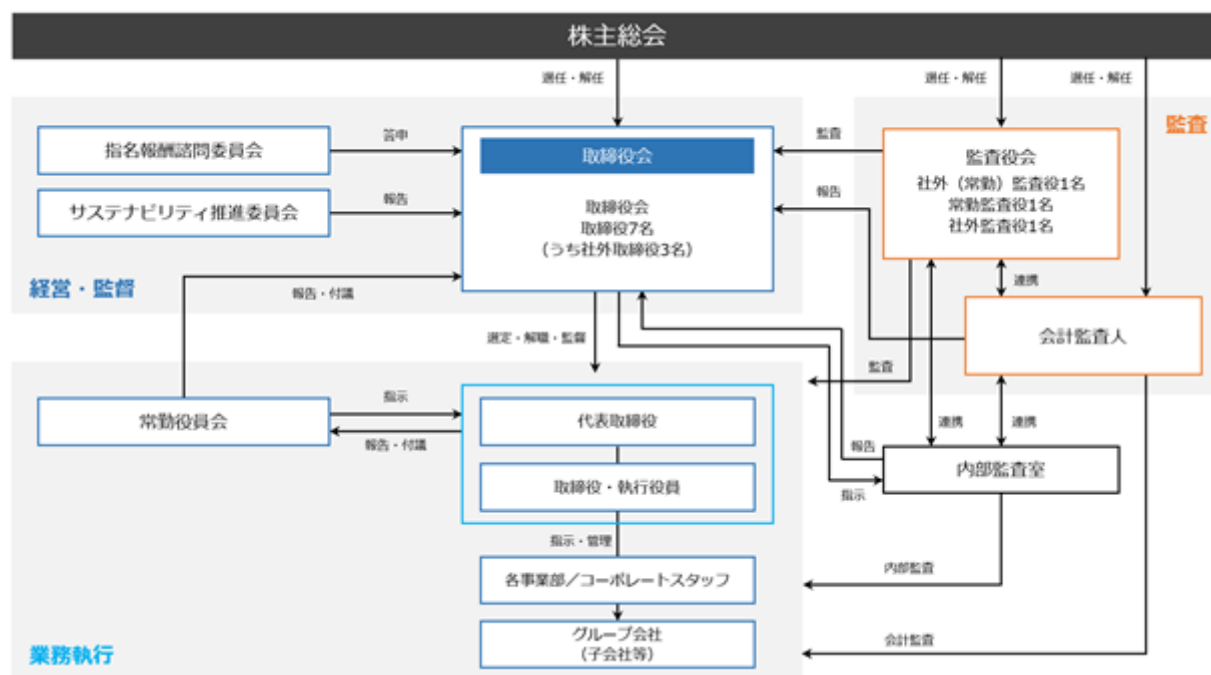 株主総会
選任・解任
選任・解任
選任・解任
監査
指名報酬諮問委員会
答申
取締役会
監査
監査役会
社外（常勤）監査役1名
常勤監査役1名
社外監査役1名
サステナビリティ推進委員会
報告
取締役会
取締役7名
（うち社外取締役3名）
報告
経営・監督
報告・付議
連携
会計監査人
選定・解職・監督
監査
常勤役員会
指示
報告・付議
代表取締役
取締役・執行役員
報告
指示
連携
連携
内部監査室
指示・管理
各事業部／コーポレートスタッフ
内部監査
グループ会社
（子会社等）
会計監査
業務執行